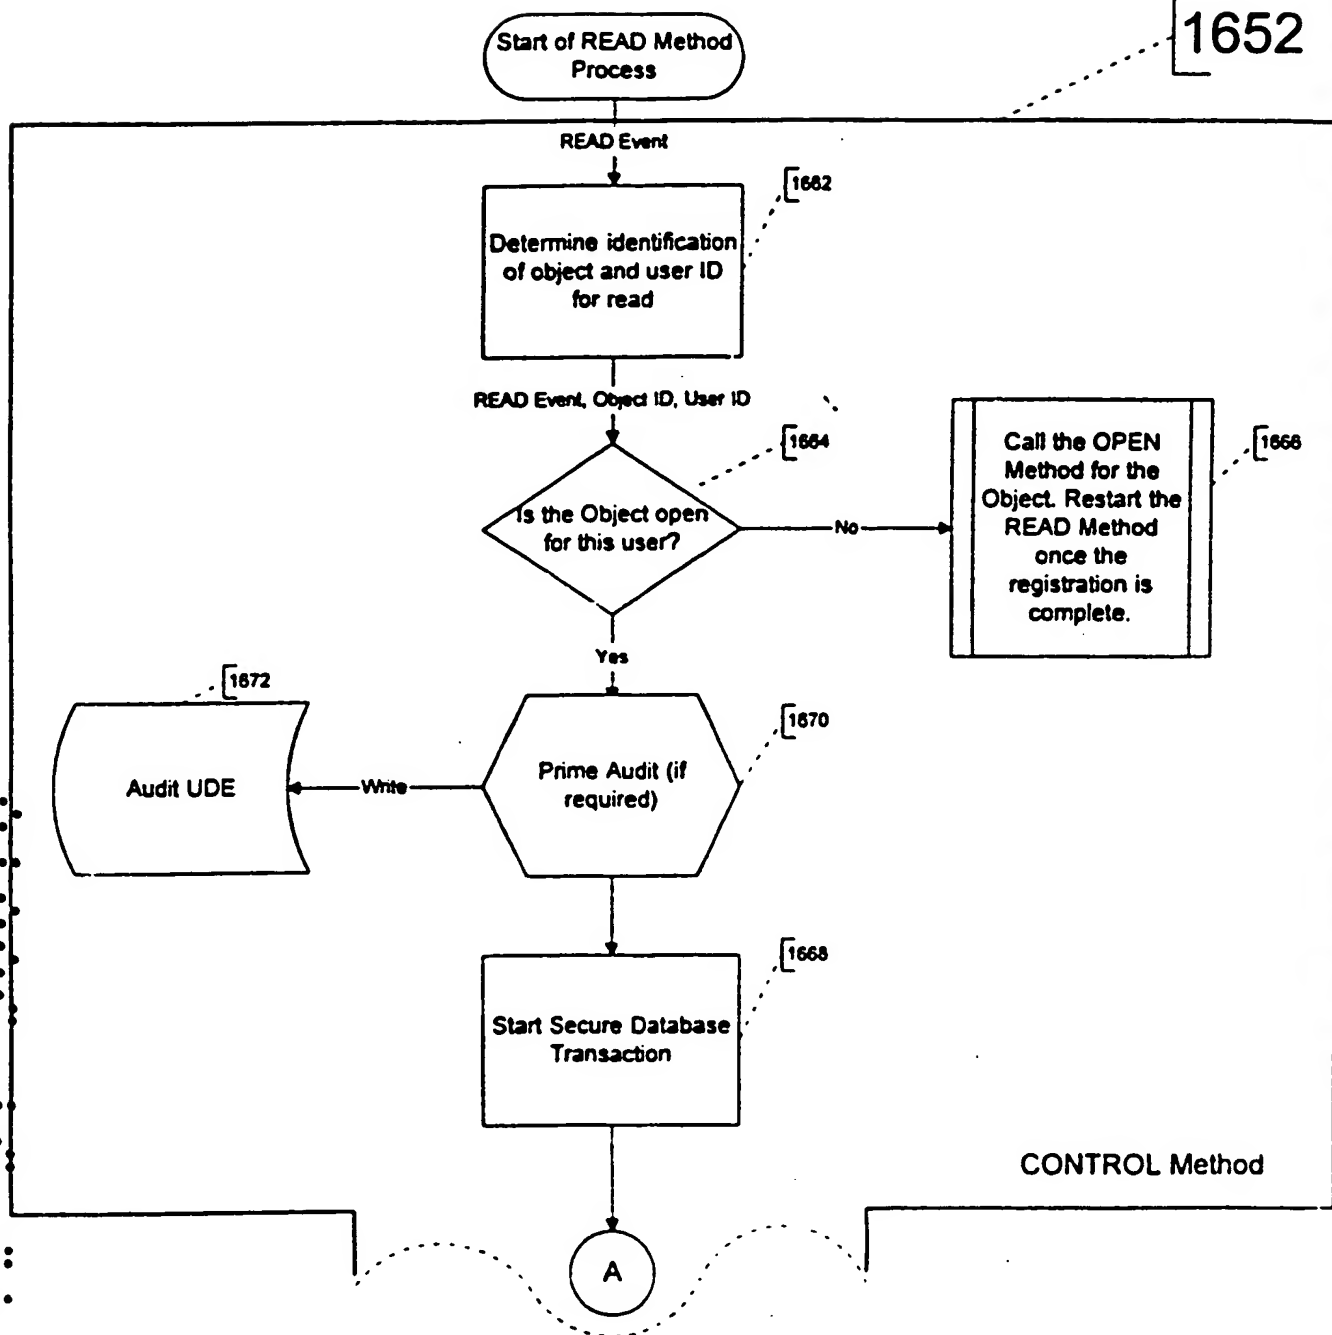 1652
Start of READ Method
Process
READ Event
1662
Determine identification
of object and user ID
for read
READ Event, Object ID, User ID
1664
Is the Object open
for this user?
No
Call the OPEN
Method for the
Object. Restart the
READ Method
once the
registration is
complete.
1666
Yes
1672
Audit UDE
Write
Prime Audit (if
required)
1670
1668
Start Secure Database
Transaction
CONTROL Method
A